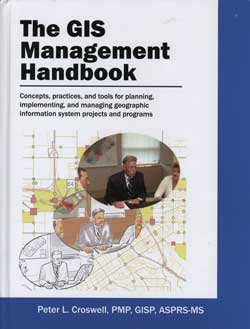 The GIS
Management
Handbook
Concepts, practices, and tools for planning,
implementing, and managing geographic
information system projects and programs
Peter L. Croswell, PMP, GISP, ASPRS-MS